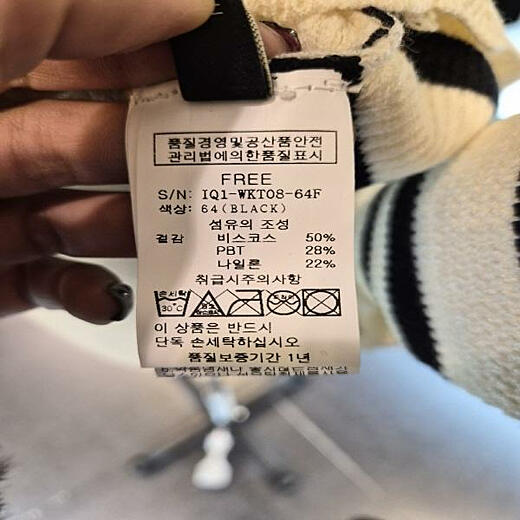 품질경영및공산품안전
관리법에의한품질표시
FREE
S/N: IQ1-WKT08-64F
색상: 64(BLACK)
섬유의 조성
겉감 비스코스 50%
PBT 28%
나일론 22%
취급시주의사항
손세탁
30°C
이 상품은 반드시
단독 손세탁하십시오
품질보증기간 1년